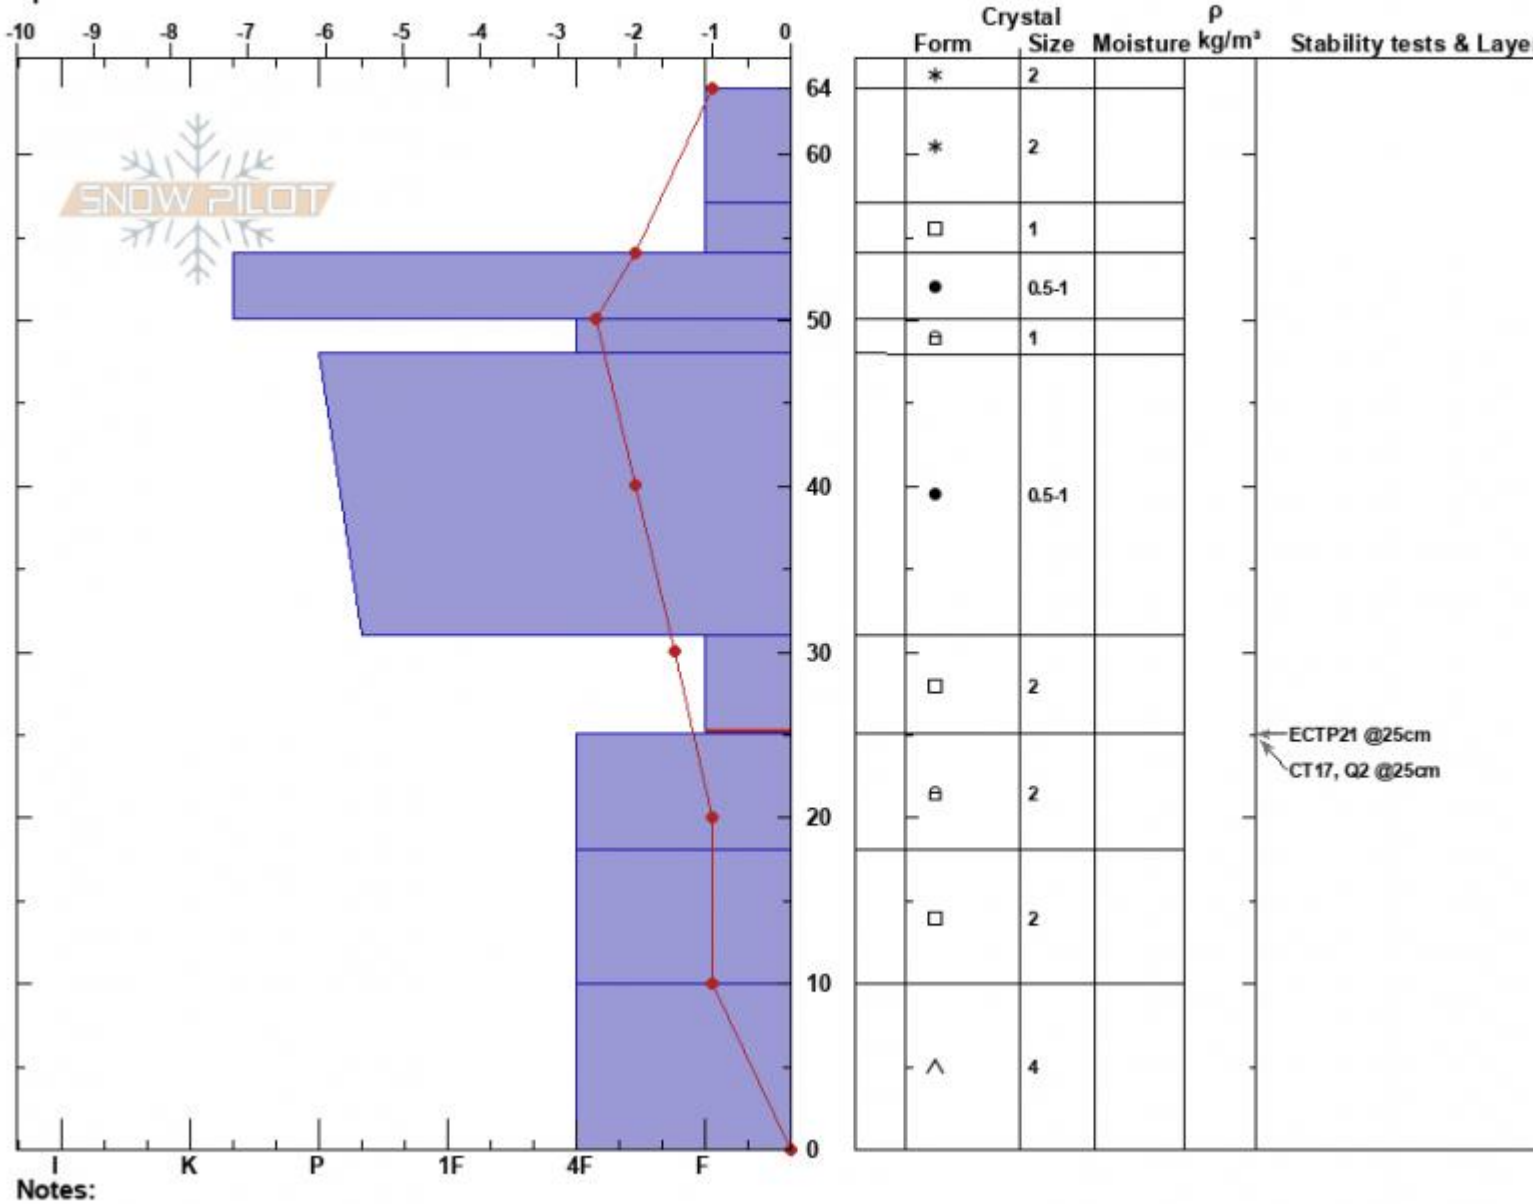 -10 -9 -8 -7 -6 -5 -4 -3 -2 -1 0
Crystal ρ
Form Size Moisture kg/m³ Stability tests & Laye
SNOW PILOT
64 2
60 2
1
0.5-1
50
1
40 0.5-1
30
2
ECTP21 @25cm
CT17, Q2 @25cm
20 2
2
10
4
0
I K P 1F 4F F
Notes: